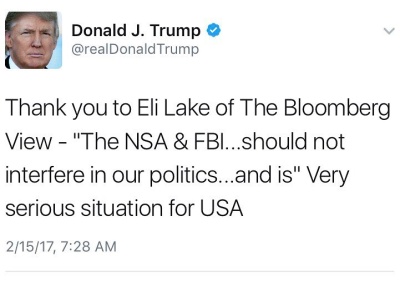 Donald J. Trump
@realDonaldTrump
Thank you to Eli Lake of The Bloomberg
View - "The NSA & FBI...should not
interfere in our politics...and is" Very
serious situation for USA
2/15/17, 7:28 AM